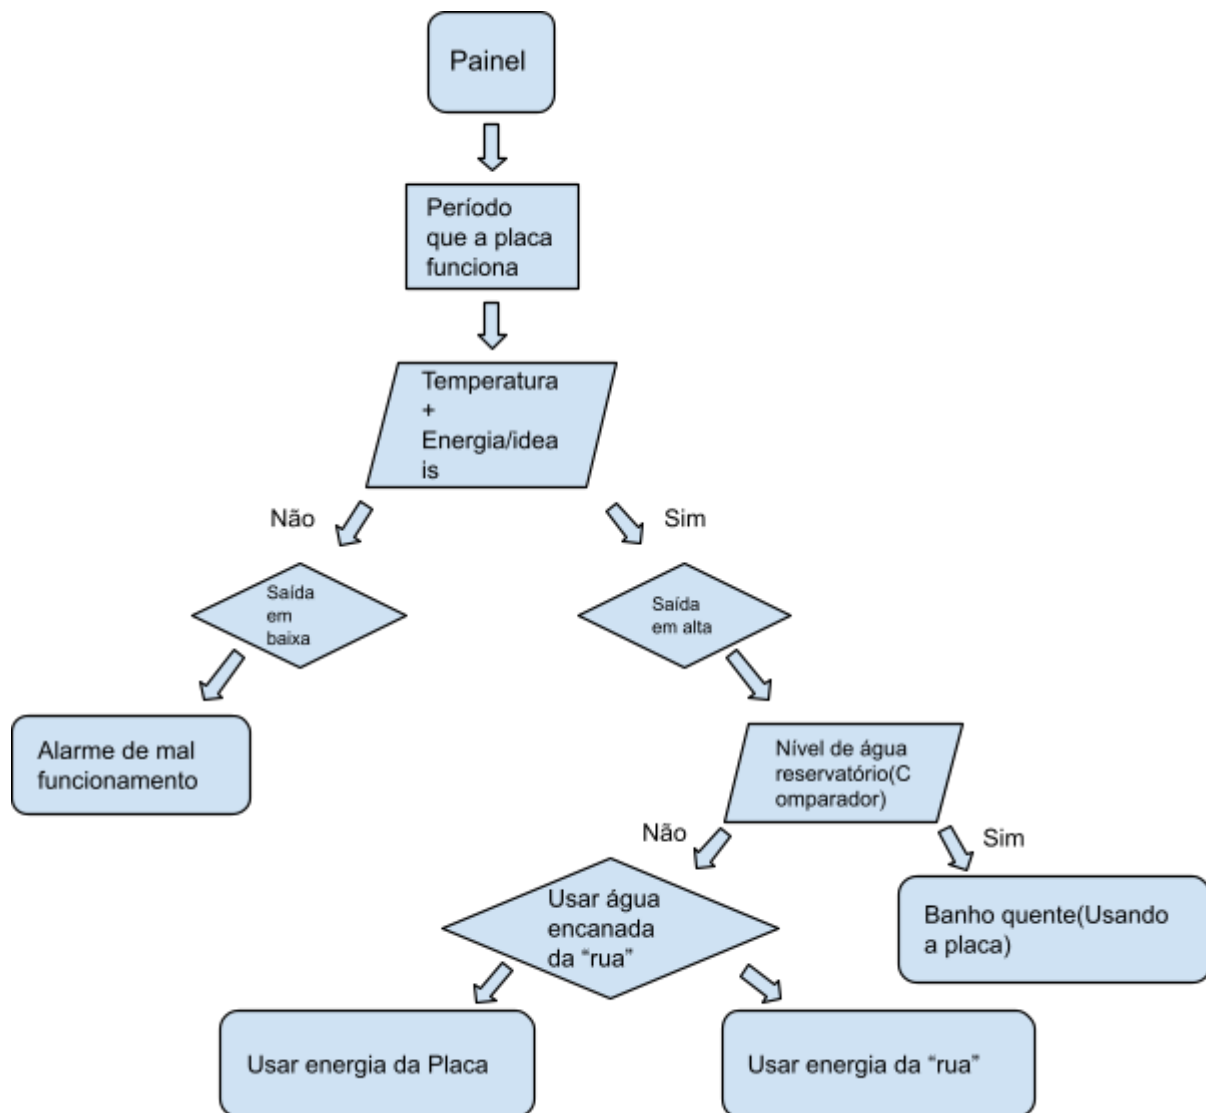 Painel
Período
que a placa
funciona
Temperatura
+
Energia/idea
is
Não
Sim
Saída
em
baixa
Saída
em alta
Alarme de mal
funcionamento
Nível de água
reservatório(C
omparador)
Não
Sim
Usar água
encanada
da “rua”
Banho quente(Usando
a placa)
Usar energia da Placa
Usar energia da “rua”